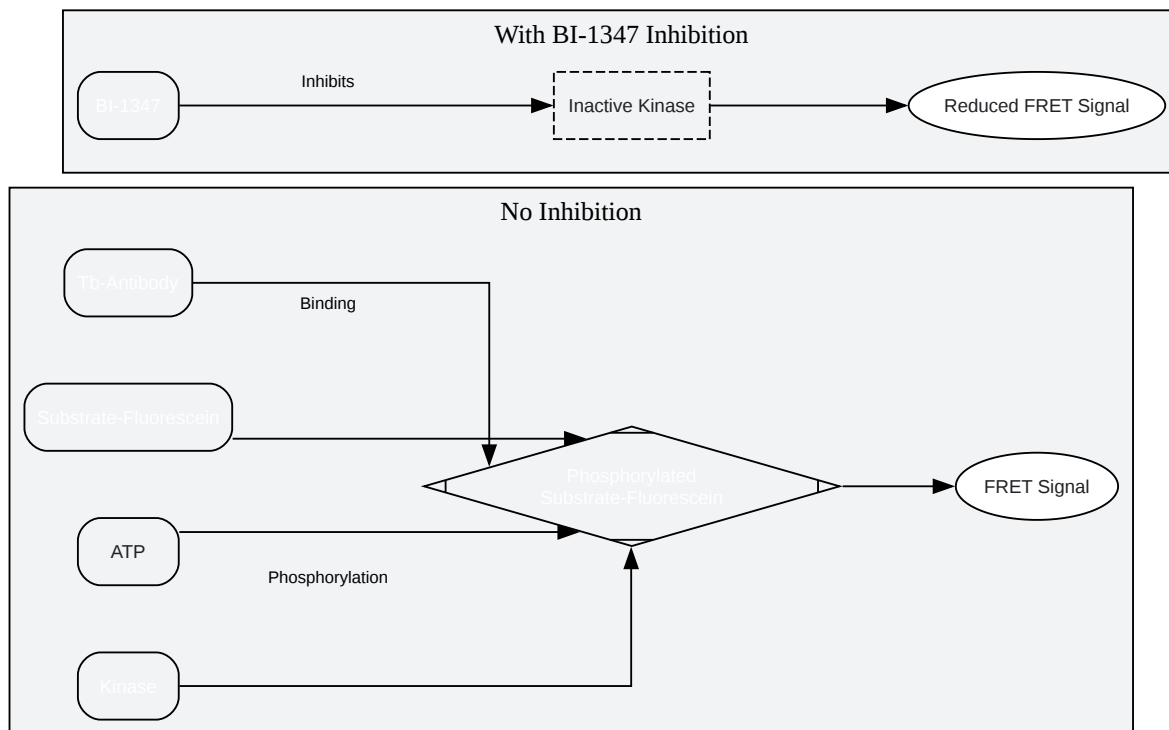 With BI-1347 Inhibition
BI-1347
Inhibits
Inactive Kinase
Reduced FRET Signal
No Inhibition
Tb-Antibody
Binding
Substrate-Fluorescein
Phosphorylated
Substrate-Fluorescein
FRET Signal
ATP
Phosphorylation
Kinase